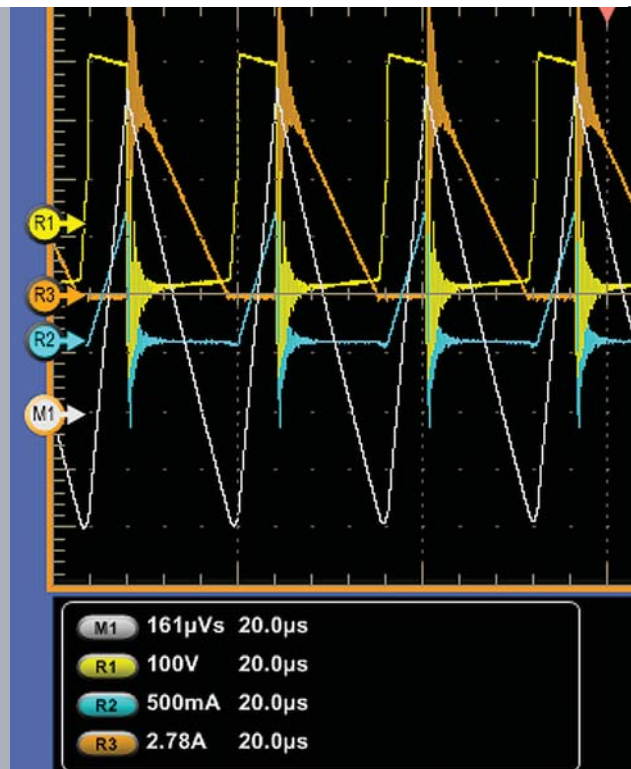 R1
R3
R2
M1
M1 161µVs 20.0µs
R1 100V 20.0µs
R2 500mA 20.0µs
R3 2.78A 20.0µs